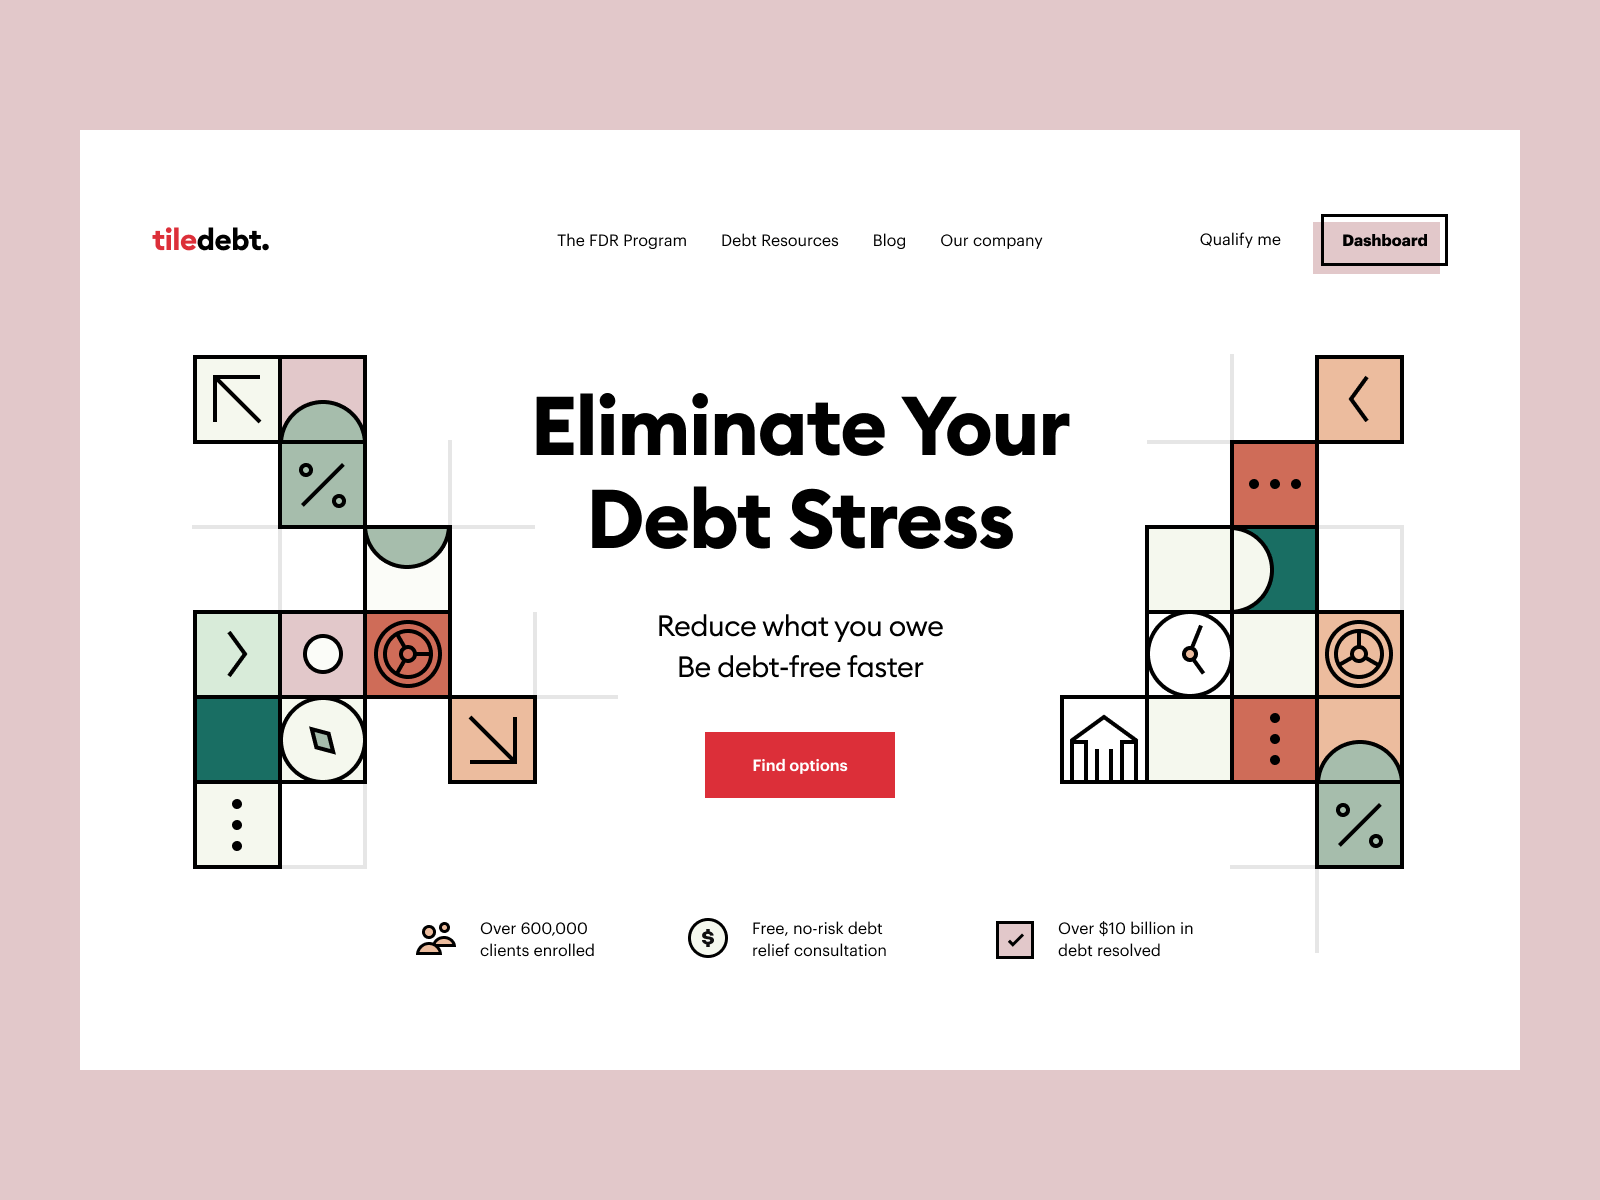 tiledebt.
The FDR Program
Debt Resources
Blog
Our company
Qualify me
Dashboard
Eliminate Your
Debt Stress
Reduce what you owe
Be debt-free faster
Find options
Over 600,000
clients enrolled
$
Free, no-risk debt
relief consultation
Over $10 billion in
debt resolved